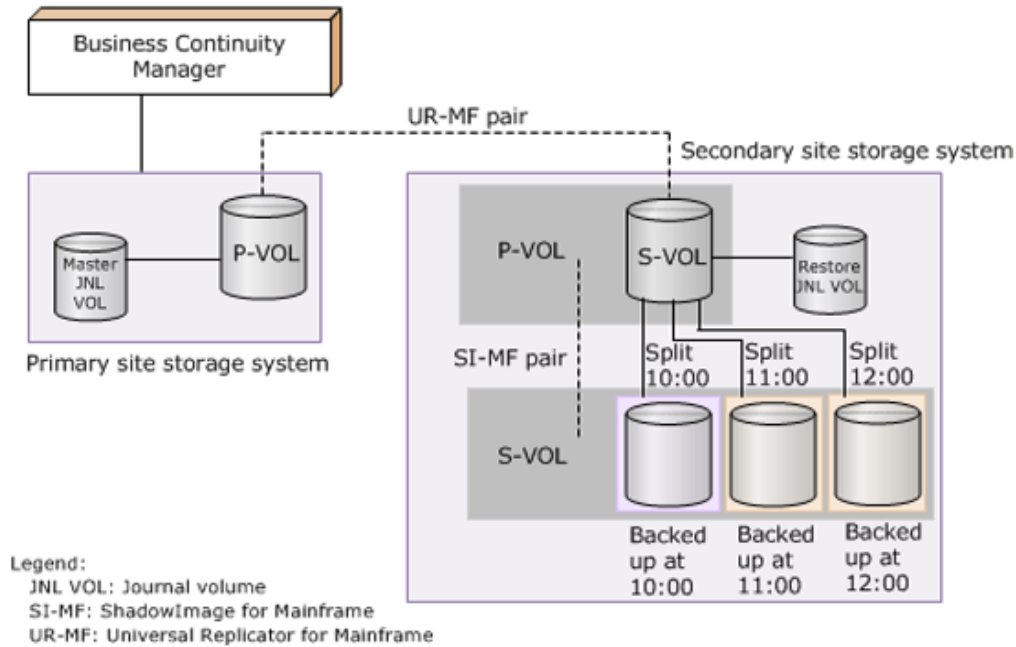 Business Continuity
Manager
UR-MF pair
Secondary site storage system
P-VOL
Master
JNL
VOL
Primary site storage system
P-VOL
S-VOL
Restore
JNL VOL
SI-MF pair
Split
10:00
Split
11:00
Split
12:00
S-VOL
Backed
up at
10:00
Backed
up at
11:00
Backed
up at
12:00
Legend:
JNL VOL: Journal volume
SI-MF: ShadowImage for Mainframe
UR-MF: Universal Replicator for Mainframe